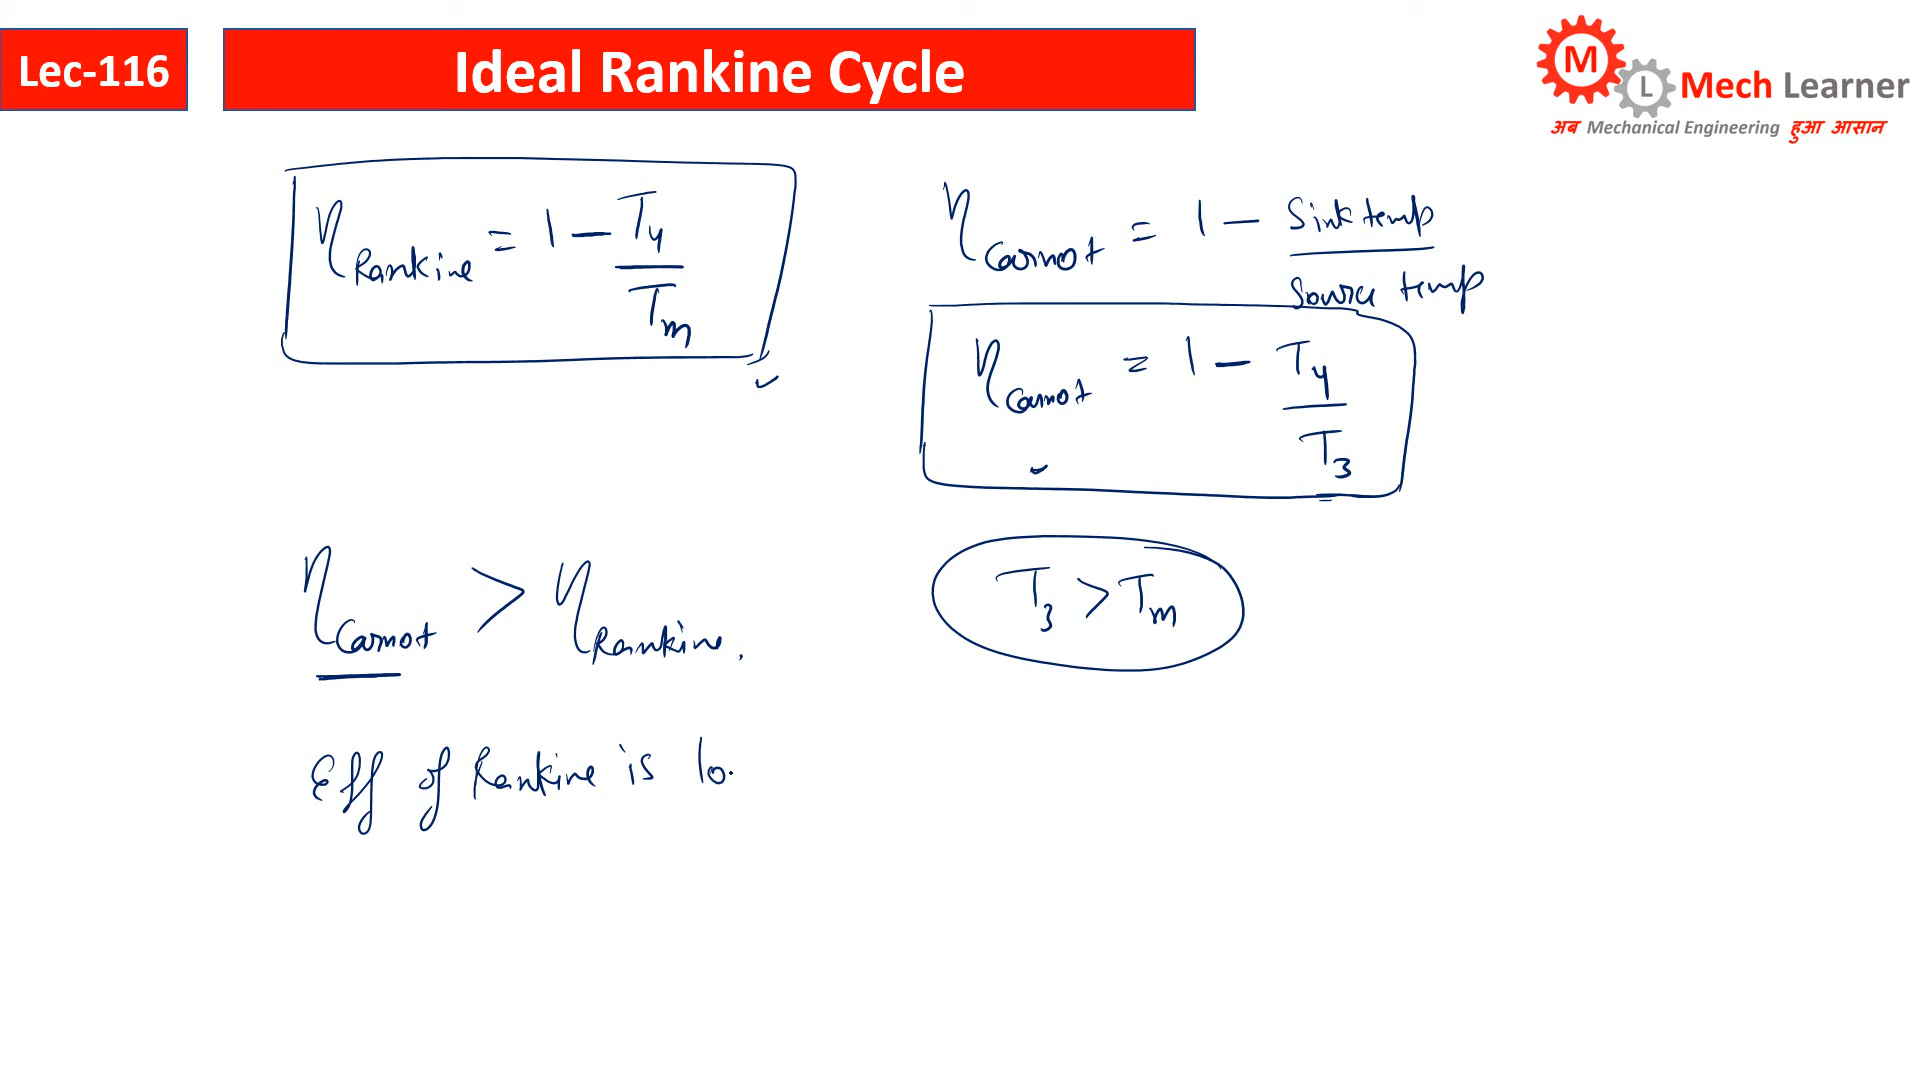 Lec-116
Ideal Rankine Cycle
M
L
Mech Learner
अब Mechanical Engineering हुआ आसान
η Rankine = 1 - T4 / Tm
η Carnot = 1 - Sink temp / Source temp
η Carnot = 1 - T4 / T3
η Carnot > η Rankine.
T3 > Tm
Eff of Rankine is lo